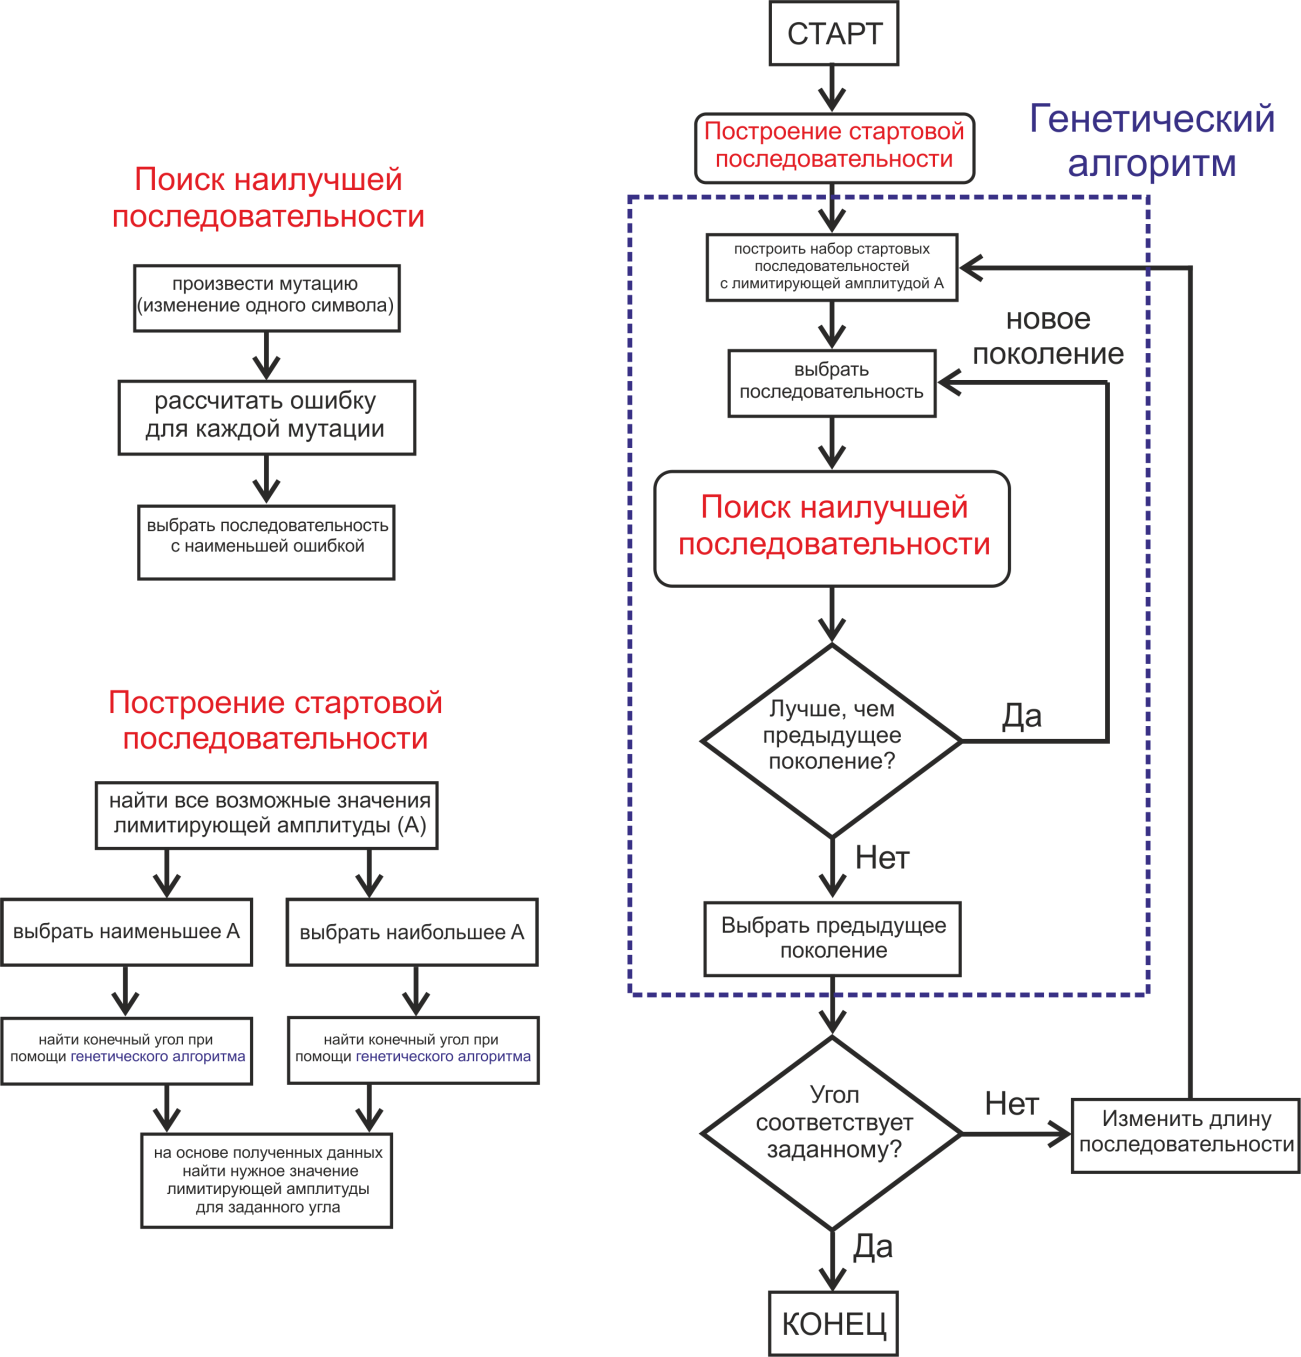 Поиск наилучшей
последовательности
произвести мутацию
(изменение одного символа)
рассчитать ошибку
для каждой мутации
выбрать последовательность
с наименьшей ошибкой
Построение стартовой
последовательности
найти все возможные значения
лимитирующей амплитуды (А)
выбрать наименьшее А
выбрать наибольшее А
найти конечный угол при
помощи генетического алгоритма
найти конечный угол при
помощи генетического алгоритма
на основе полученных данных
найти нужное значение
лимитирующей амплитуды
для заданного угла
СТАРТ
Построение стартовой
последовательности
Генетический
алгоритм
построить набор стартовых
последовательностей
с лимитирующей амплитудой А
новое
поколение
выбрать
последовательность
Поиск наилучшей
последовательности
Лучше, чем
предыдущее
поколение?
Да
Нет
Выбрать предыдущее
поколение
Угол
соответствует
заданному?
Нет
Изменить длину
последовательности
Да
КОНЕЦ